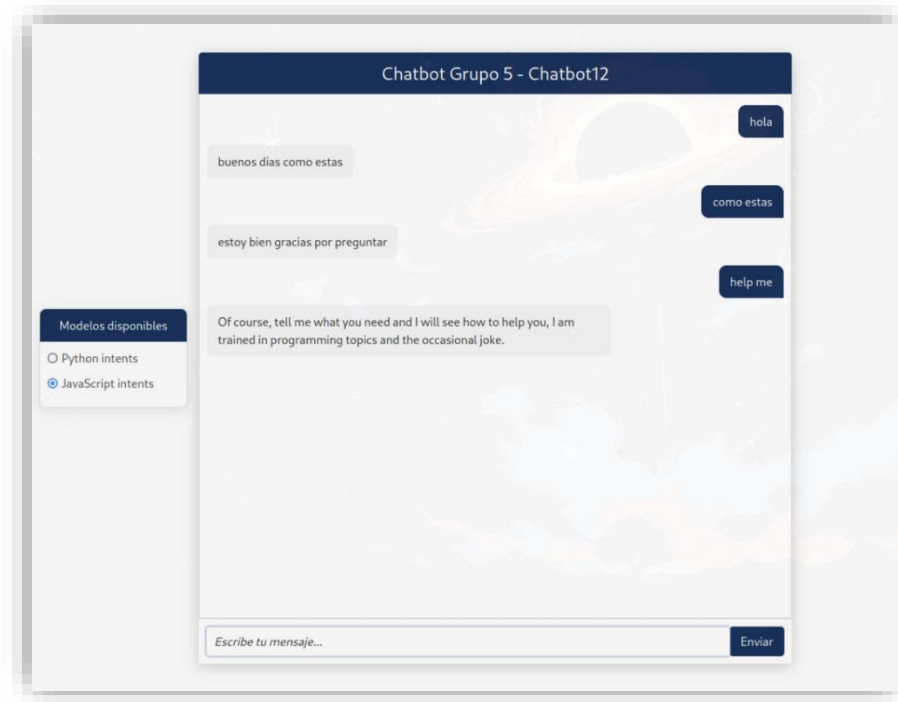 Chatbot Grupo 5 - Chatbot12
hola
buenos dias como estas
como estas
estoy bien gracias por preguntar
help me
Of course, tell me what you need and I will see how to help you, I am
trained in programming topics and the occasional joke.
Modelos disponibles
Python intents
JavaScript intents
Escribe tu mensaje...
Enviar